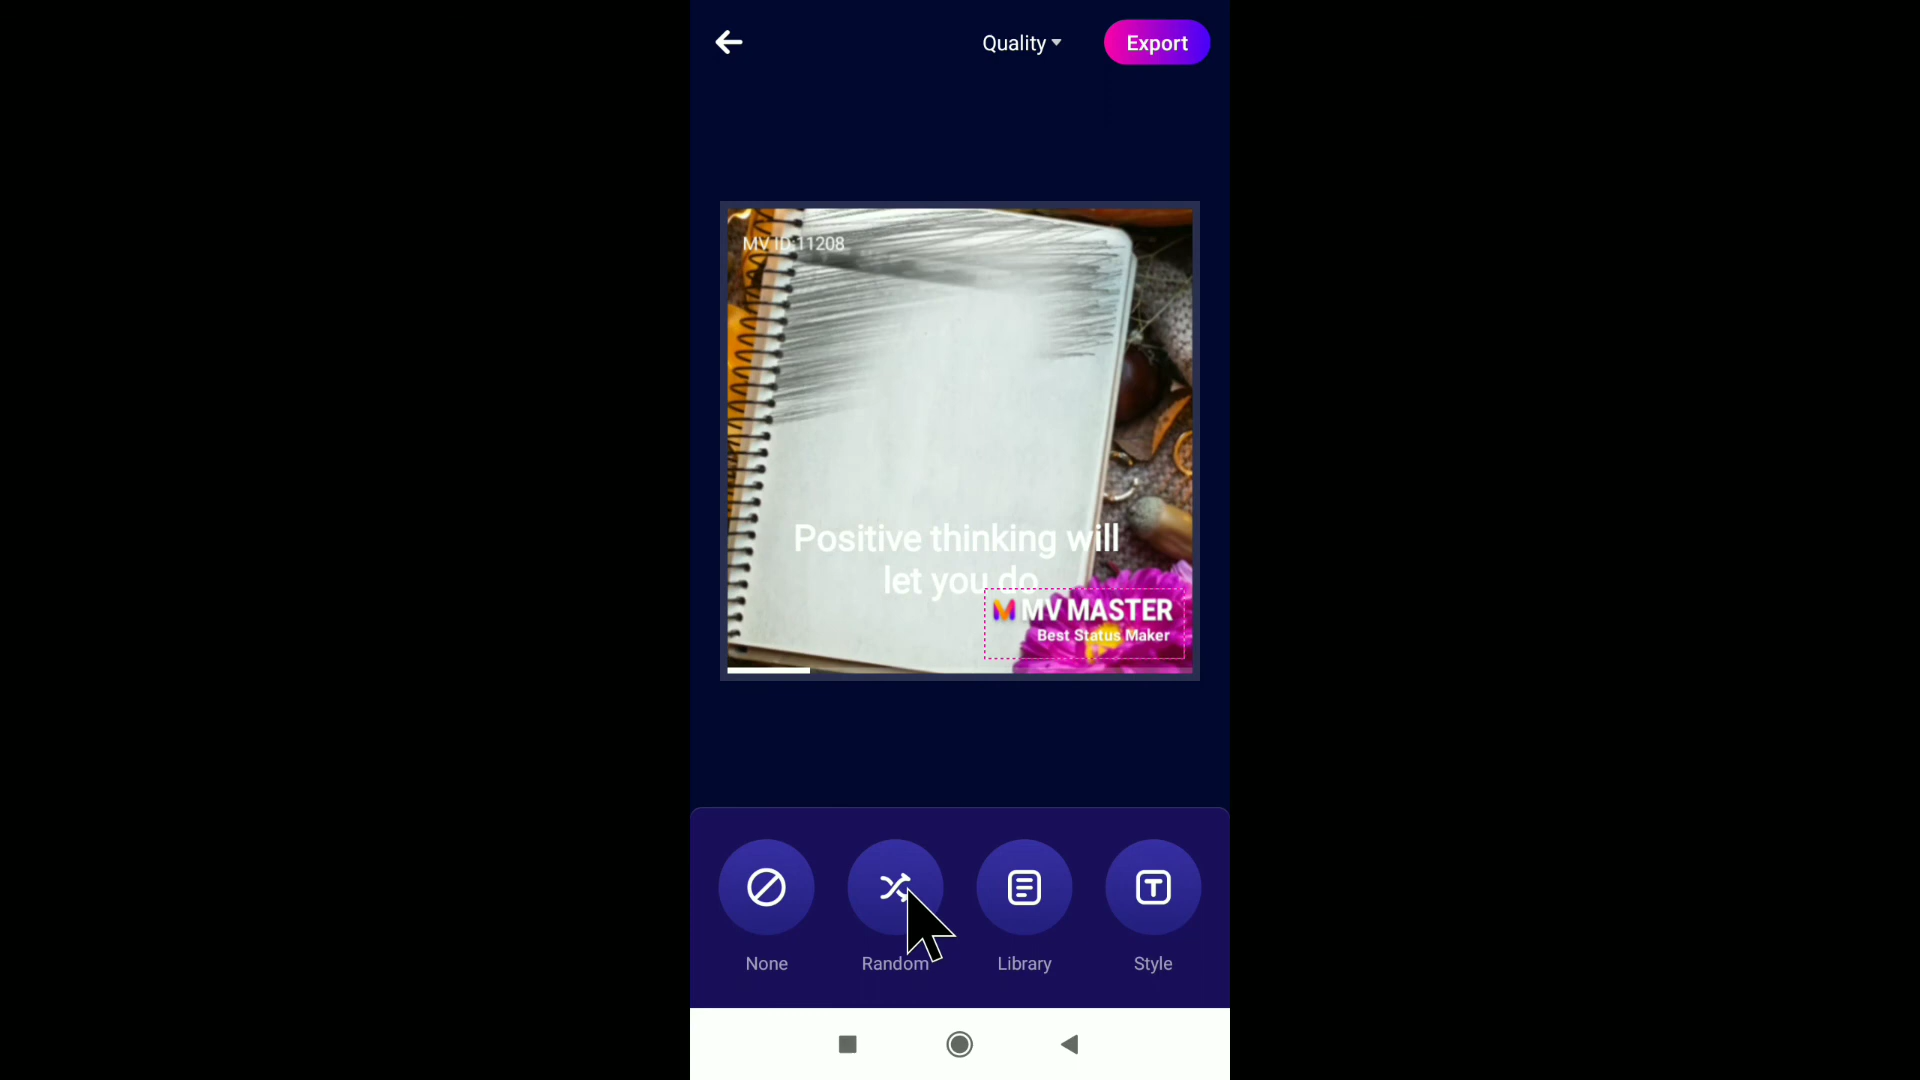 Quality
Export
MV ID:11208
Positive thinking will
let you do
MV MASTER
Best Status Maker
None
Random
Library
Style